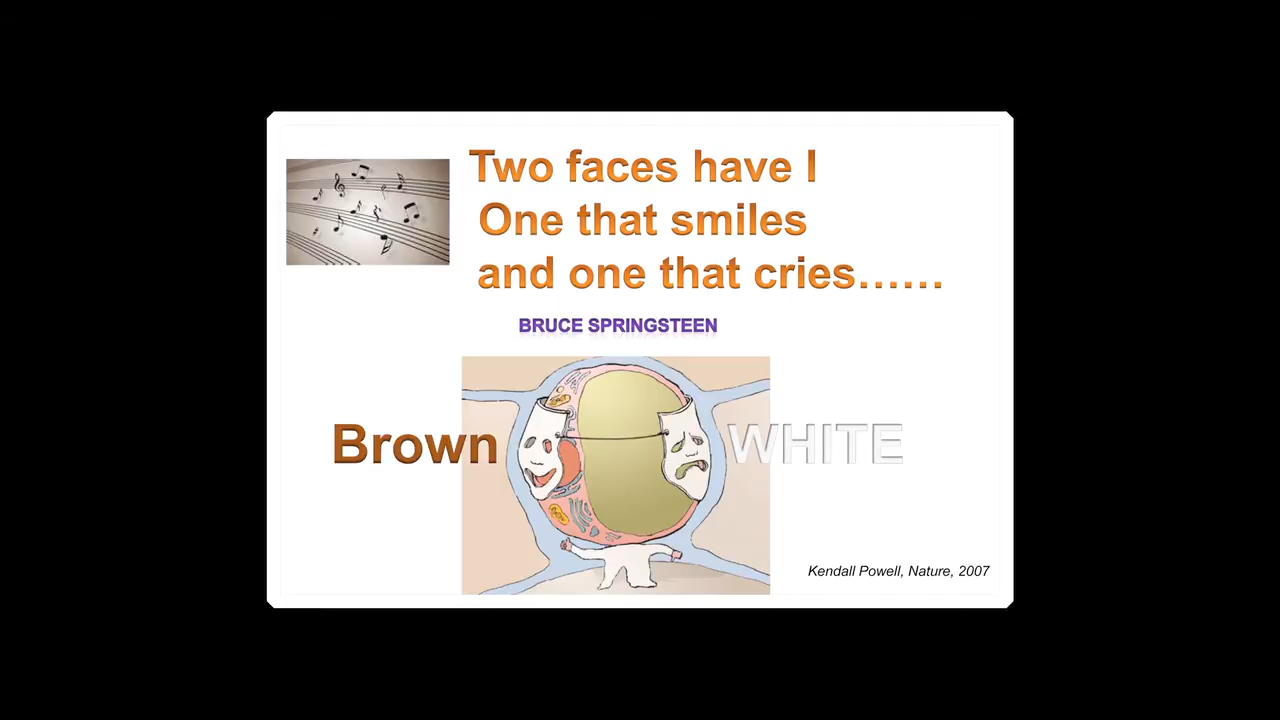 Two faces have I
One that smiles
and one that cries……
BRUCE SPRINGSTEEN
Brown
WHITE
Kendall Powell, Nature, 2007